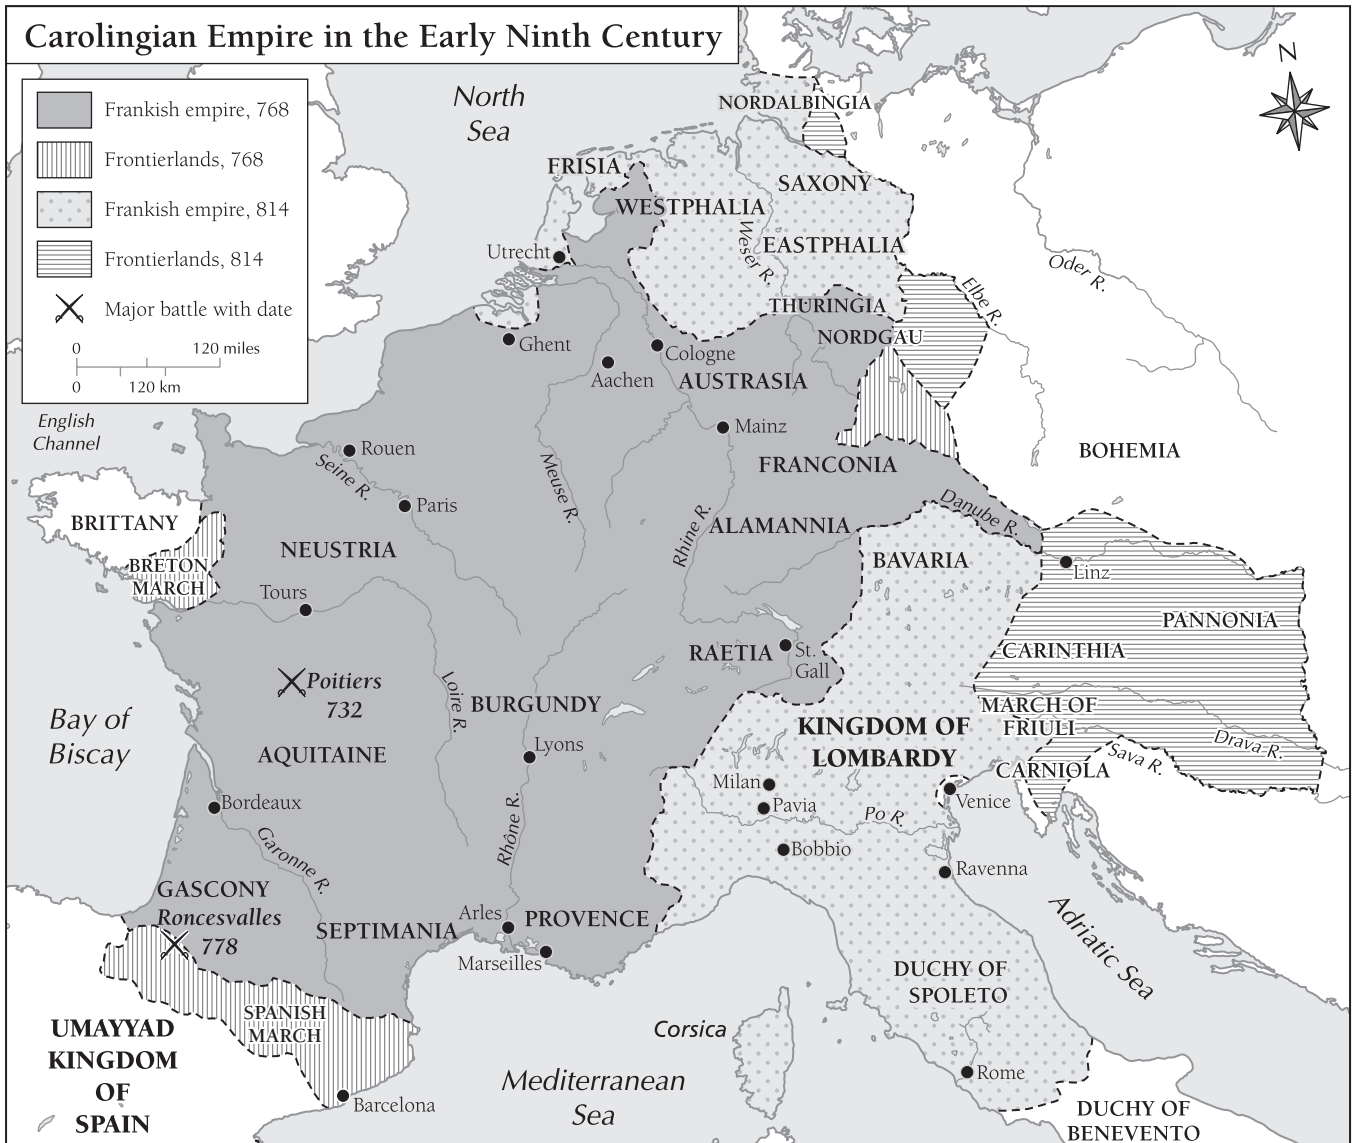 Carolingian Empire in the Early Ninth Century
Frankish empire, 768
Frontierlands, 768
Frankish empire, 814
Frontierlands, 814
Major battle with date
0 120 miles
0 120 km
N
North
Sea
NORDALBINGIA
FRISIA
SAXONY
WESTPHALIA
Weser R.
EASTPHALIA
Utrecht
Oder R.
Elbe R.
THURINGIA
NORDGAU
Ghent
Cologne
Aachen
AUSTRASIA
English
Channel
Mainz
Rouen
Seine R.
BOHEMIA
FRANCONIA
Meuse R.
Paris
Danube R.
BRITTANY
Rhine R.
ALAMANNIA
NEUSTRIA
BAVARIA
BRETON
MARCH
Linz
Tours
PANNONIA
RAETIA
St.
Gall
CARINTHIA
Poitiers
732
Loire R.
BURGUNDY
MARCH OF
FRIULI
Bay of
Biscay
KINGDOM OF
LOMBARDY
Drava R.
Sava R.
AQUITAINE
Lyons
CARNIOLA
Milan
Venice
Bordeaux
Pavia
Po R.
Rhône R.
Garonne R.
Bobbio
Ravenna
GASCONY
Roncesvalles
778
SEPTIMANIA
Arles
PROVENCE
Marseilles
Adriatic Sea
DUCHY OF
SPOLETO
SPANISH
MARCH
UMAYYAD
KINGDOM
OF
SPAIN
Corsica
Mediterranean
Sea
Rome
Barcelona
DUCHY OF
BENEVENTO